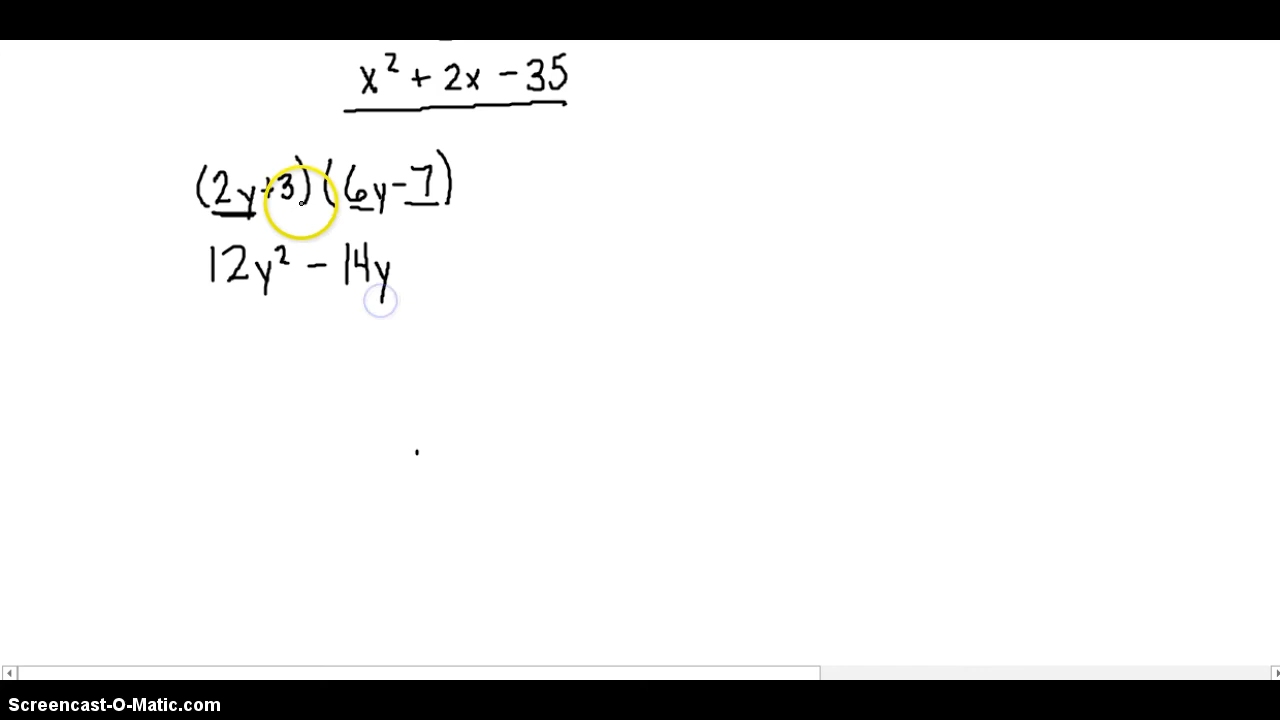 x² + 2x - 35
(2y+3)(6y-7)
12y² - 14y
Screencast-O-Matic.com